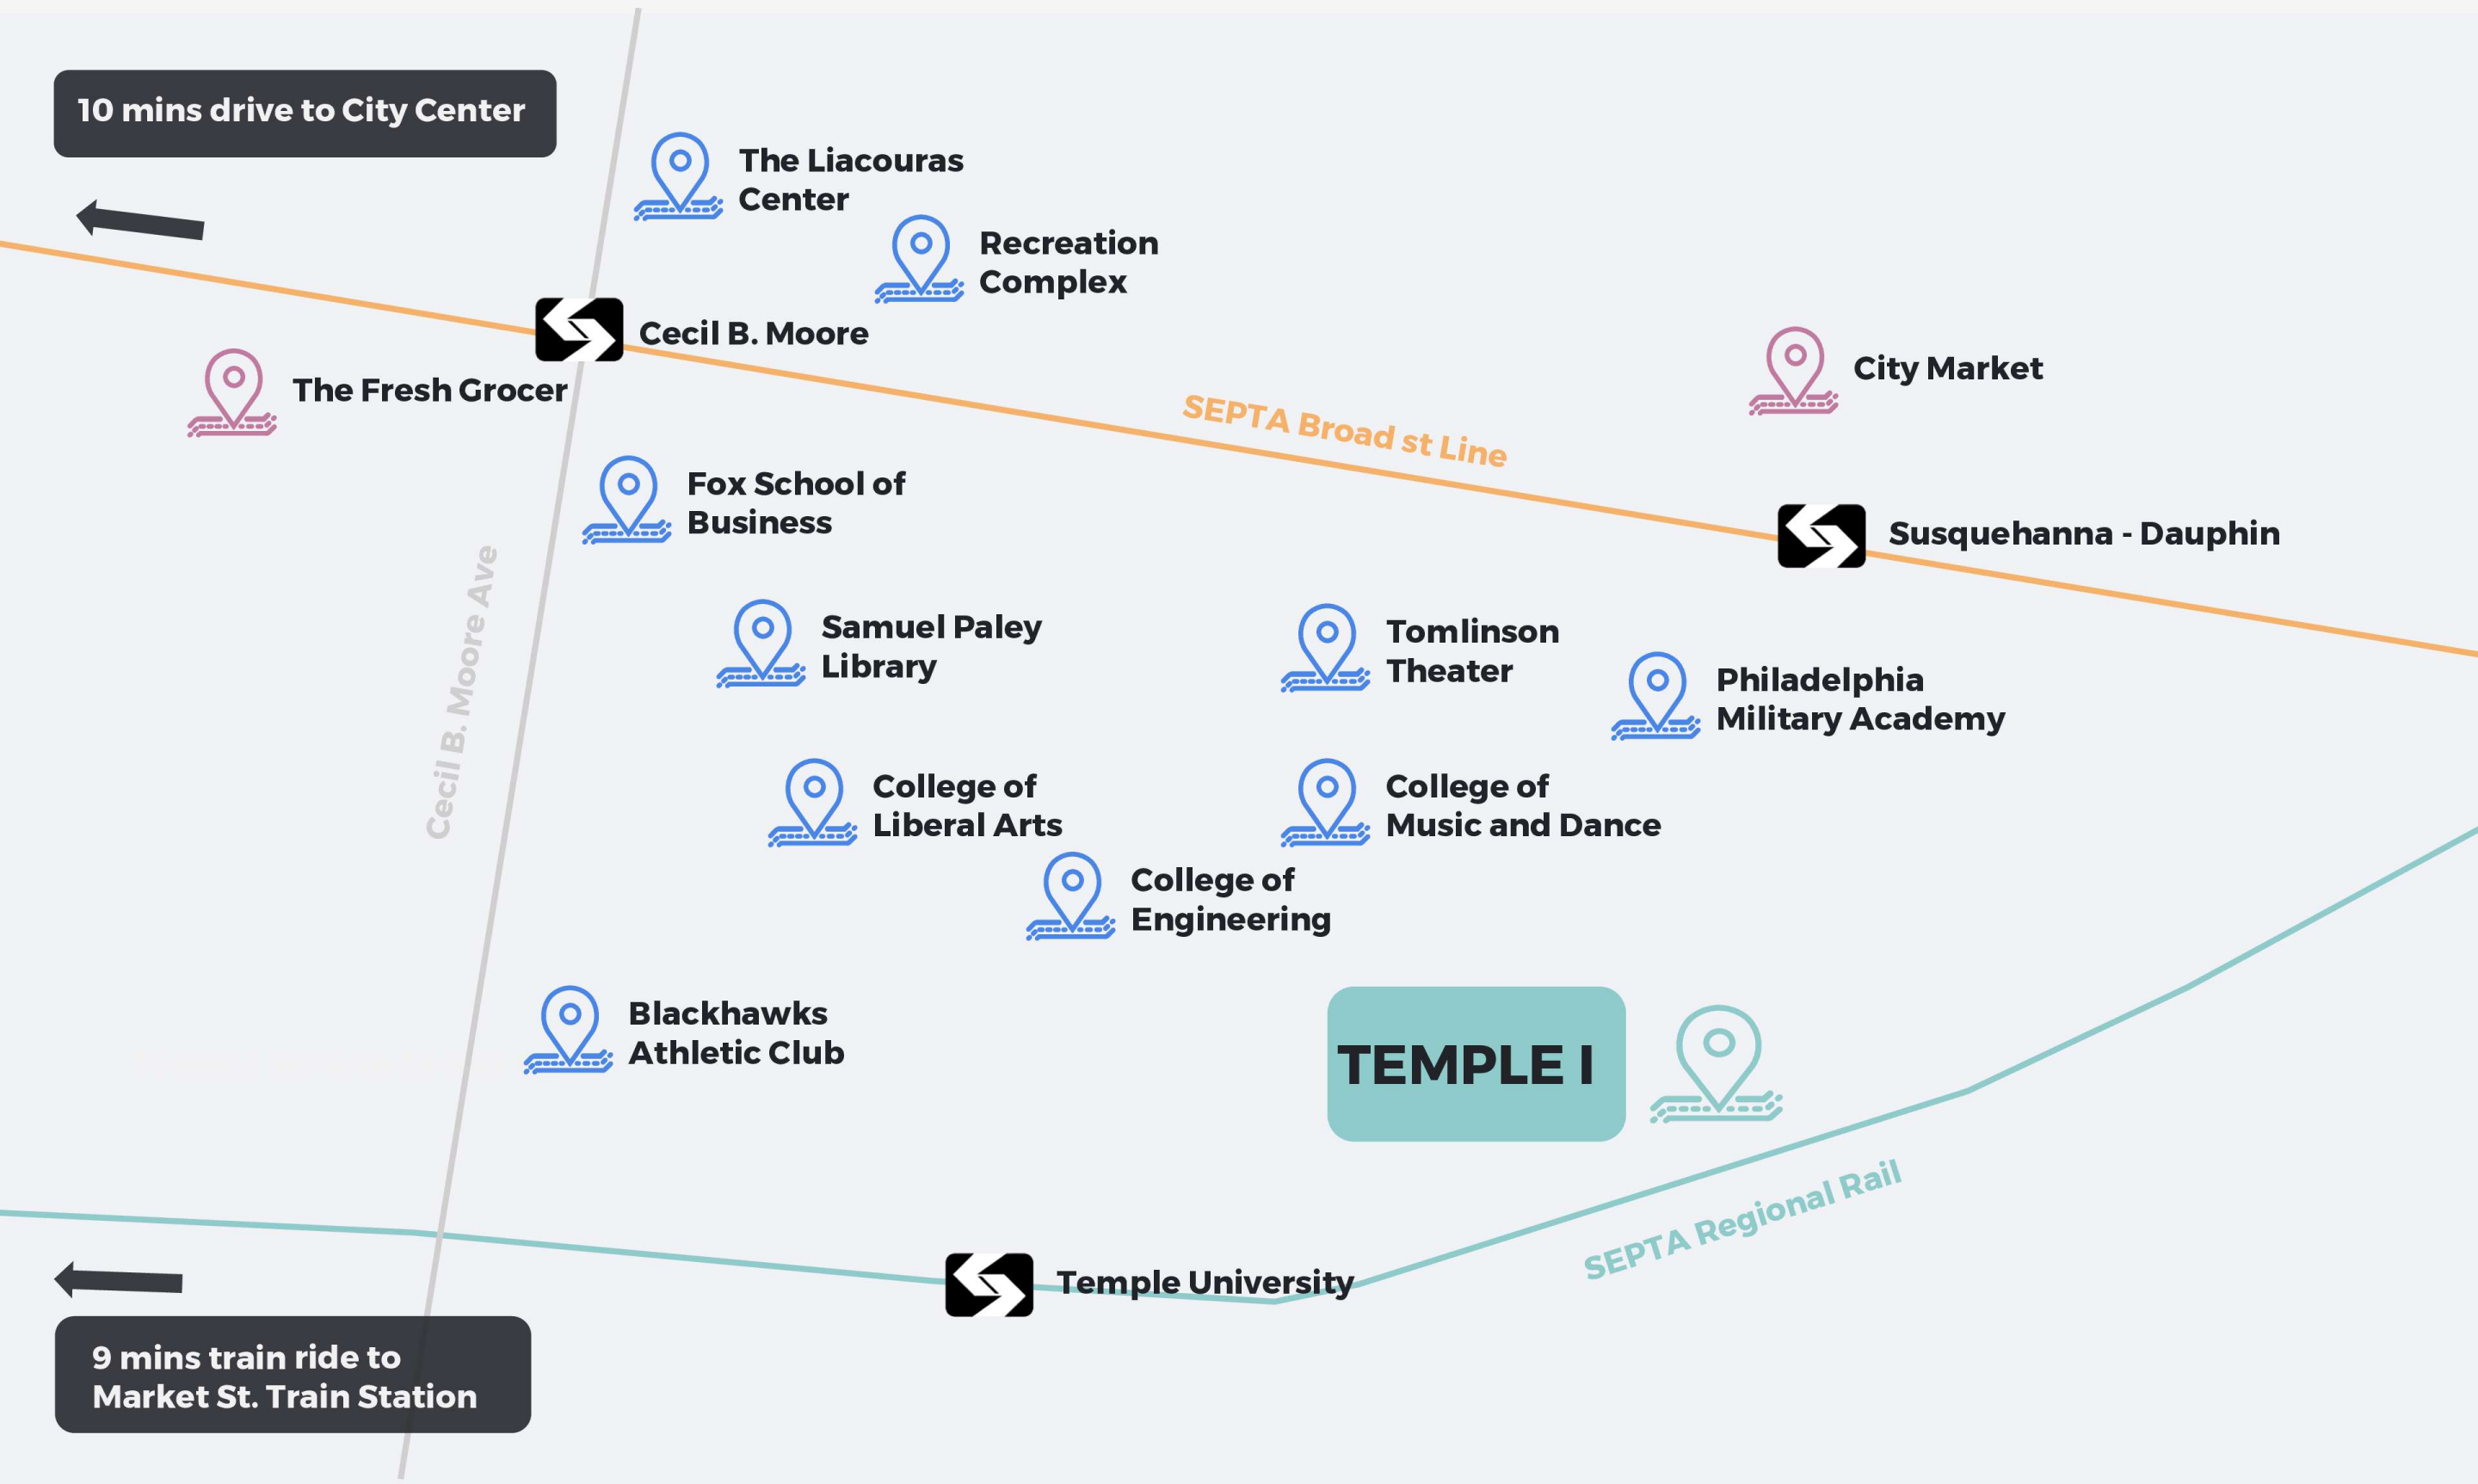 10 mins drive to City Center
The Liacouras
Center
Recreation
Complex
Cecil B. Moore
The Fresh Grocer
City Market
SEPTA Broad st Line
Fox School of
Business
Susquehanna - Dauphin
Cecil B. Moore Ave
Samuel Paley
Library
Tomlinson
Theater
Philadelphia
Military Academy
College of
Liberal Arts
College of
Music and Dance
College of
Engineering
Blackhawks
Athletic Club
TEMPLE I
SEPTA Regional Rail
Temple University
9 mins train ride to
Market St. Train Station